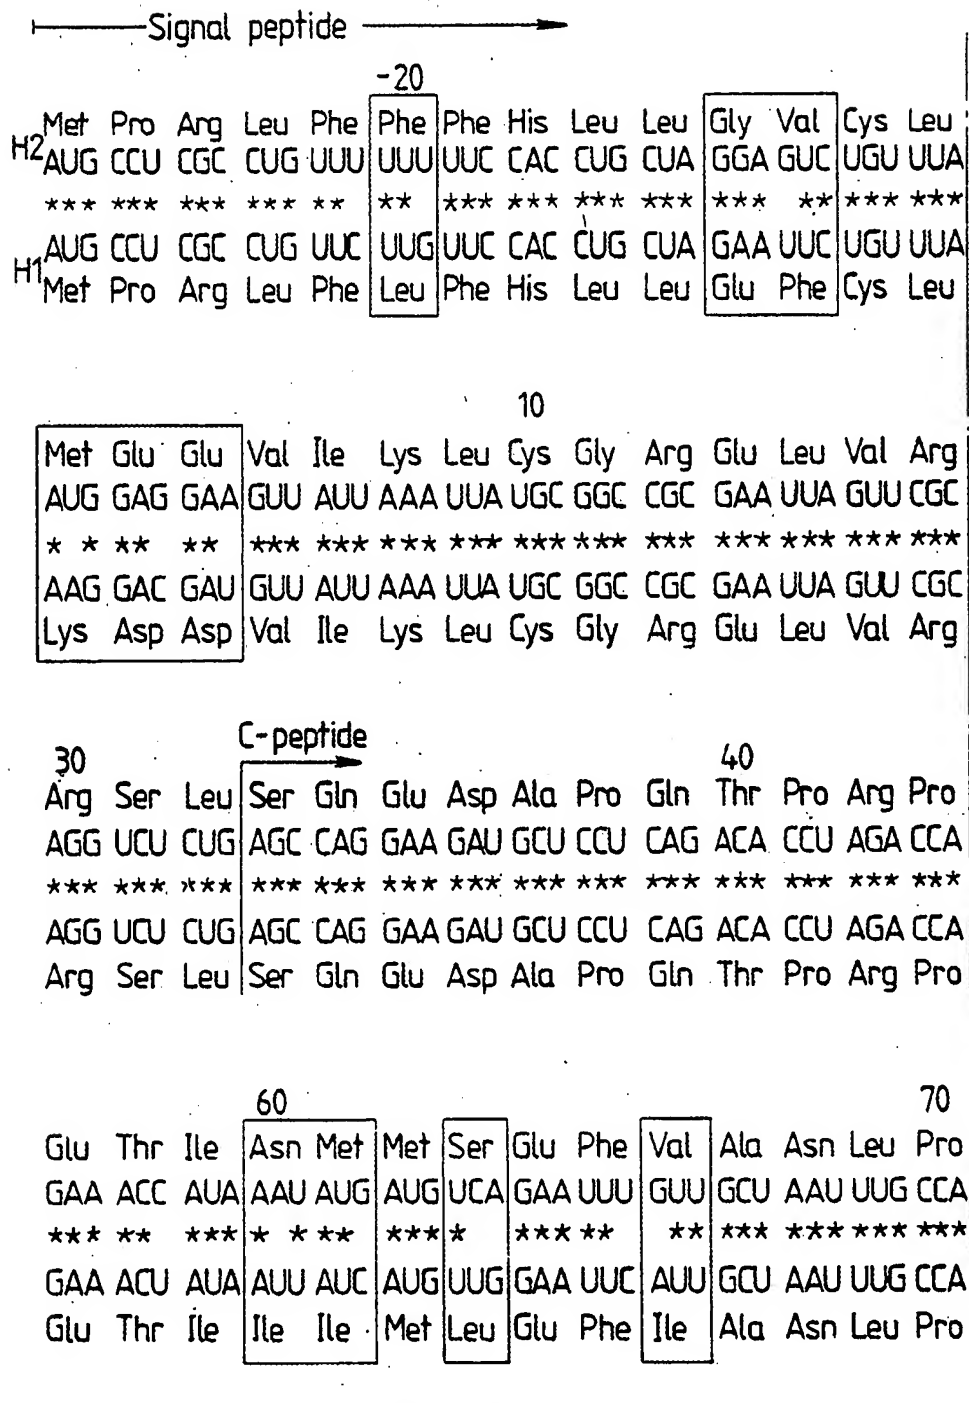 Signal peptide
-20
H2 Met Pro Arg Leu Phe Phe Phe His Leu Leu Gly Val Cys Leu
AUG CCU CGC CUG UUU UUU UUC CAC CUG CUA GGA GUC UGU UUA
*** *** *** *** ** ** *** *** *** *** *** ** *** ***
H1 AUG CCU CGC CUG UUC UUG UUC CAC CUG CUA GAA UUC UGU UUA
Met Pro Arg Leu Phe Leu Phe His Leu Leu Glu Phe Cys Leu
10
Met Glu Glu Val Ile Lys Leu Cys Gly Arg Glu Leu Val Arg
AUG GAG GAA GUU AUU AAA UUA UGC GGC CGC GAA UUA GUU CGC
* * ** ** *** *** *** *** *** *** *** *** *** *** ***
AAG GAC GAU GUU AUU AAA UUA UGC GGC CGC GAA UUA GUU CGC
Lys Asp Asp Val Ile Lys Leu Cys Gly Arg Glu Leu Val Arg
C-peptide
30 40
Arg Ser Leu Ser Gln Glu Asp Ala Pro Gln Thr Pro Arg Pro
AGG UCU CUG AGC CAG GAA GAU GCU CCU CAG ACA CCU AGA CCA
*** *** *** *** *** *** *** *** *** *** *** *** *** ***
AGG UCU CUG AGC CAG GAA GAU GCU CCU CAG ACA CCU AGA CCA
Arg Ser Leu Ser Gln Glu Asp Ala Pro Gln Thr Pro Arg Pro
60 70
Glu Thr Ile Asn Met Met Ser Glu Phe Val Ala Asn Leu Pro
GAA ACC AUA AAU AUG AUG UCA GAA UUU GUU GCU AAU UUG CCA
*** ** *** * * ** *** * *** ** ** *** *** *** ***
GAA ACU AUA AUU AUC AUG UUG GAA UUC AUU GCU AAU UUG CCA
Glu Thr Ile Ile Ile Met Leu Glu Phe Ile Ala Asn Leu Pro